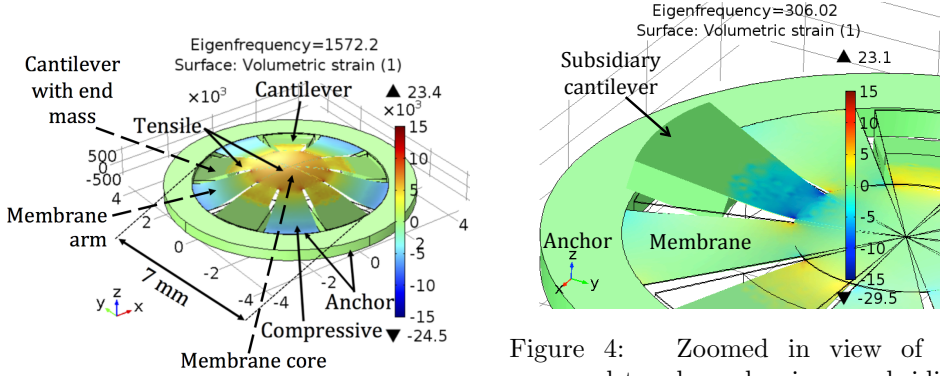 Eigenfrequency=1572.2
Surface: Volumetric strain (1)
Cantilever
with end
mass
Cantilever
×10³
▲ 23.4
×10³
Tensile
15
10
5
0
-2
-5
-10
-15
500
0
-500
4
2
0
-2
-4
-4
-2
0
4
Membrane
arm
7 mm
Anchor
Compressive
▼ -24.5
Membrane core
z
y
x
Eigenfrequency=306.02
Surface: Volumetric strain (1)
▲ 23.1
Subsidiary
cantilever
15
10
5
0
-5
-10
-15
▼ -29.5
Anchor
Membrane
z
y
x
Figure 4: Zoomed in view of